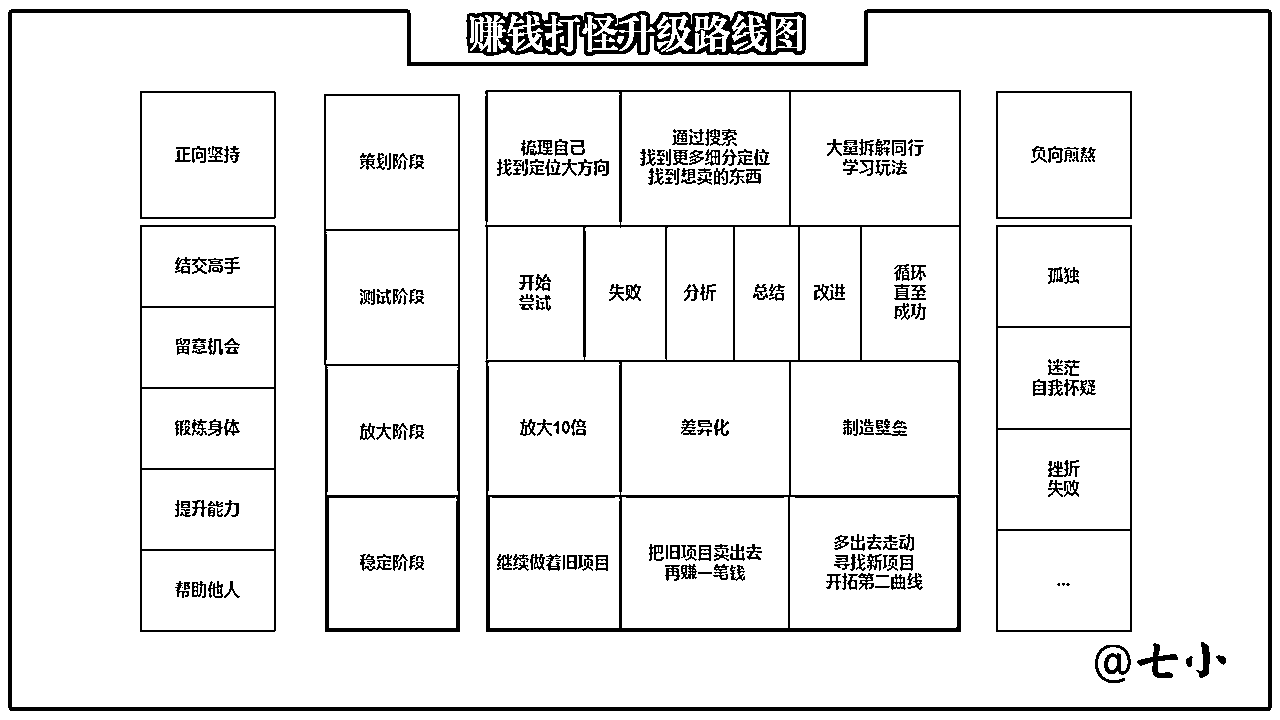 赚钱打怪升级路线图
正向坚持
结交高手
留意机会
锻炼身体
提升能力
帮助他人
策划阶段
梳理自己
找到定位大方向
通过搜索
找到更多细分定位
找到想卖的东西
大量拆解同行
学习玩法
测试阶段
开始
尝试
失败
分析
总结
改进
循环
直至
成功
放大阶段
放大10倍
差异化
制造壁垒
稳定阶段
继续做着旧项目
把旧项目卖出去
再赚一笔钱
多出去走动
寻找新项目
开拓第二曲线
负向煎熬
孤独
迷茫
自我怀疑
挫折
失败
...
@七小